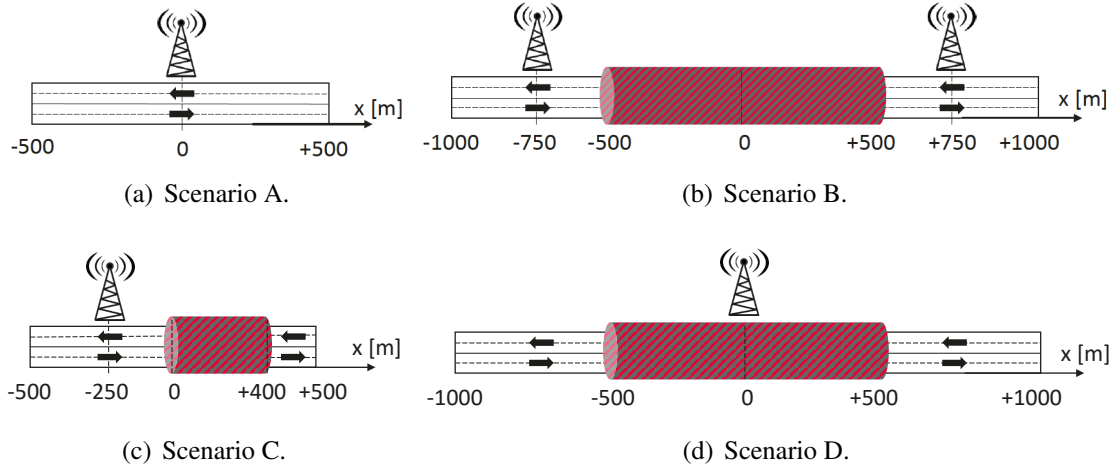 x [m]
-500 0 +500
(a) Scenario A.
x [m]
-1000 -750 -500 0 +500 +750 +1000
(b) Scenario B.
x [m]
-500 -250 0 +400 +500
(c) Scenario C.
x [m]
-1000 -500 0 +500 +1000
(d) Scenario D.